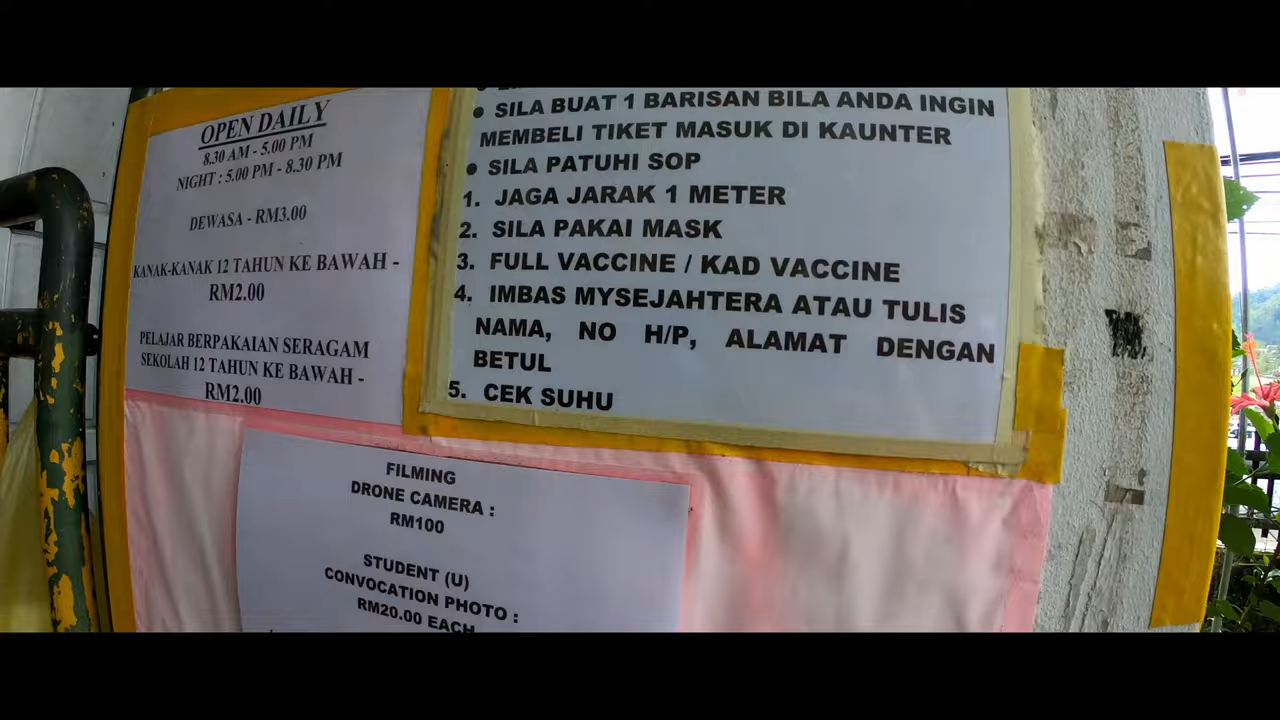 OPEN DAILY
8.30 AM - 5.00 PM
NIGHT : 5.00 PM - 8.30 PM
DEWASA - RM3.00
KANAK-KANAK 12 TAHUN KE BAWAH -
RM2.00
PELAJAR BERPAKAIAN SERAGAM
SEKOLAH 12 TAHUN KE BAWAH -
RM2.00
• SILA BUAT 1 BARISAN BILA ANDA INGIN
MEMBELI TIKET MASUK DI KAUNTER
• SILA PATUHI SOP
1. JAGA JARAK 1 METER
2. SILA PAKAI MASK
3. FULL VACCINE / KAD VACCINE
4. IMBAS MYSEJAHTERA ATAU TULIS
NAMA, NO H/P, ALAMAT DENGAN
BETUL
5. CEK SUHU
FILMING
DRONE CAMERA :
RM100
STUDENT (U)
CONVOCATION PHOTO :
RM20.00 EACH